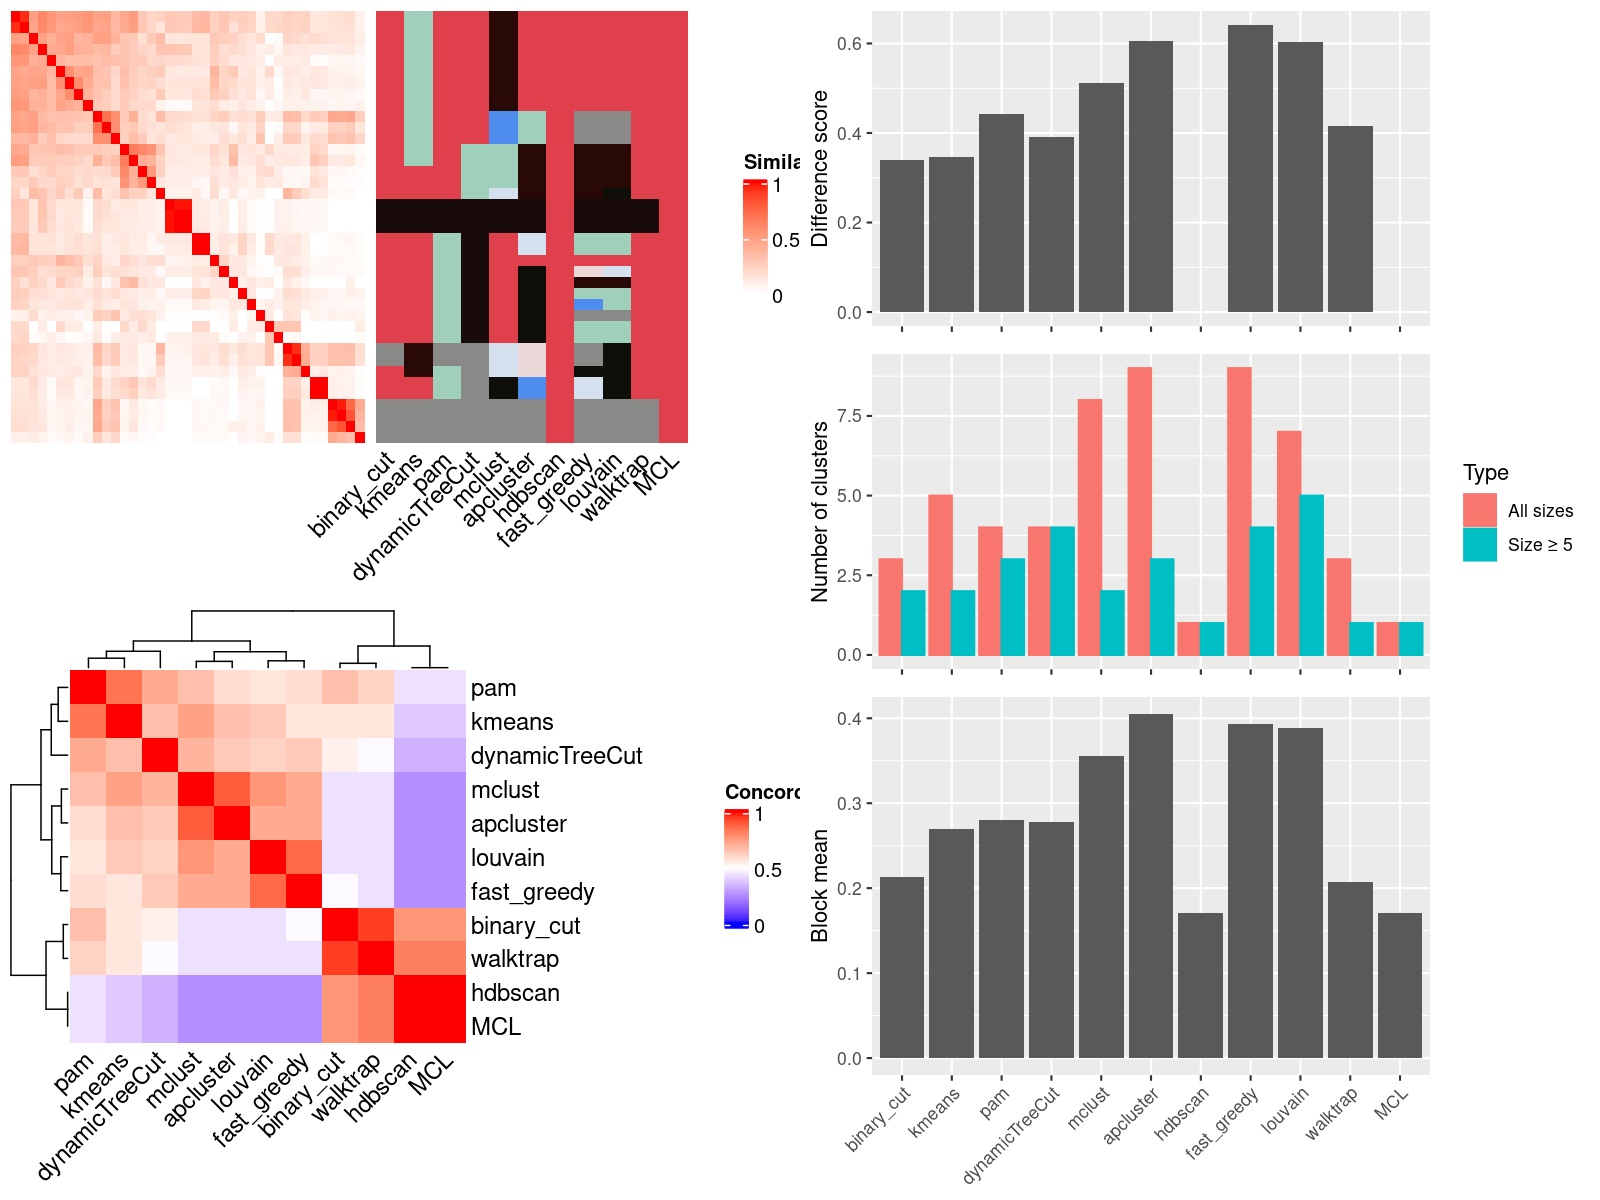 Simila
1
0.5
0
binary_cut
kmeans
pam
dynamicTreeCut
mclust
apcluster
hdbscan
fast_greedy
louvain
walktrap
MCL
pam
kmeans
dynamicTreeCut
mclust
apcluster
louvain
fast_greedy
binary_cut
walktrap
hdbscan
MCL
pam
kmeans
dynamicTreeCut
mclust
apcluster
louvain
fast_greedy
binary_cut
walktrap
hdbscan
MCL
Concord
1
0.5
0
Difference score
0.6
0.4
0.2
0.0
Number of clusters
7.5
5.0
2.5
0.0
Type
All sizes
Size ≥ 5
Block mean
0.4
0.3
0.2
0.1
0.0
binary_cut
kmeans
pam
dynamicTreeCut
mclust
apcluster
hdbscan
fast_greedy
louvain
walktrap
MCL